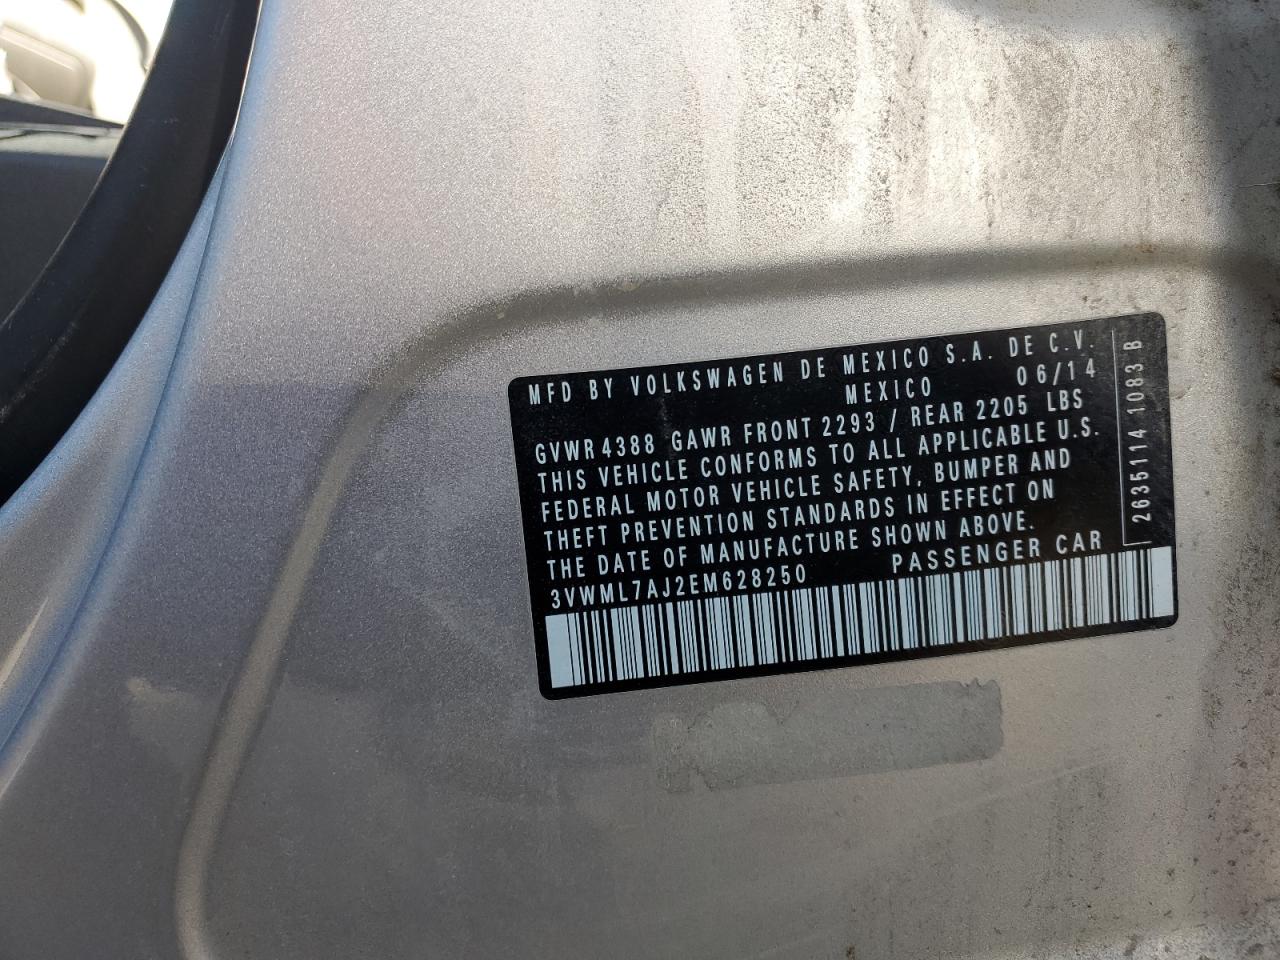 MFD BY VOLKSWAGEN DE MEXICO S.A. DE C.V.
MEXICO 06/14
GVWR 4388 GAWR FRONT 2293 / REAR 2205 LBS
THIS VEHICLE CONFORMS TO ALL APPLICABLE U.S.
FEDERAL MOTOR VEHICLE SAFETY, BUMPER AND
THEFT PREVENTION STANDARDS IN EFFECT ON
THE DATE OF MANUFACTURE SHOWN ABOVE.
3VWML7AJ2EM628250 PASSENGER CAR
2635114 1083 B